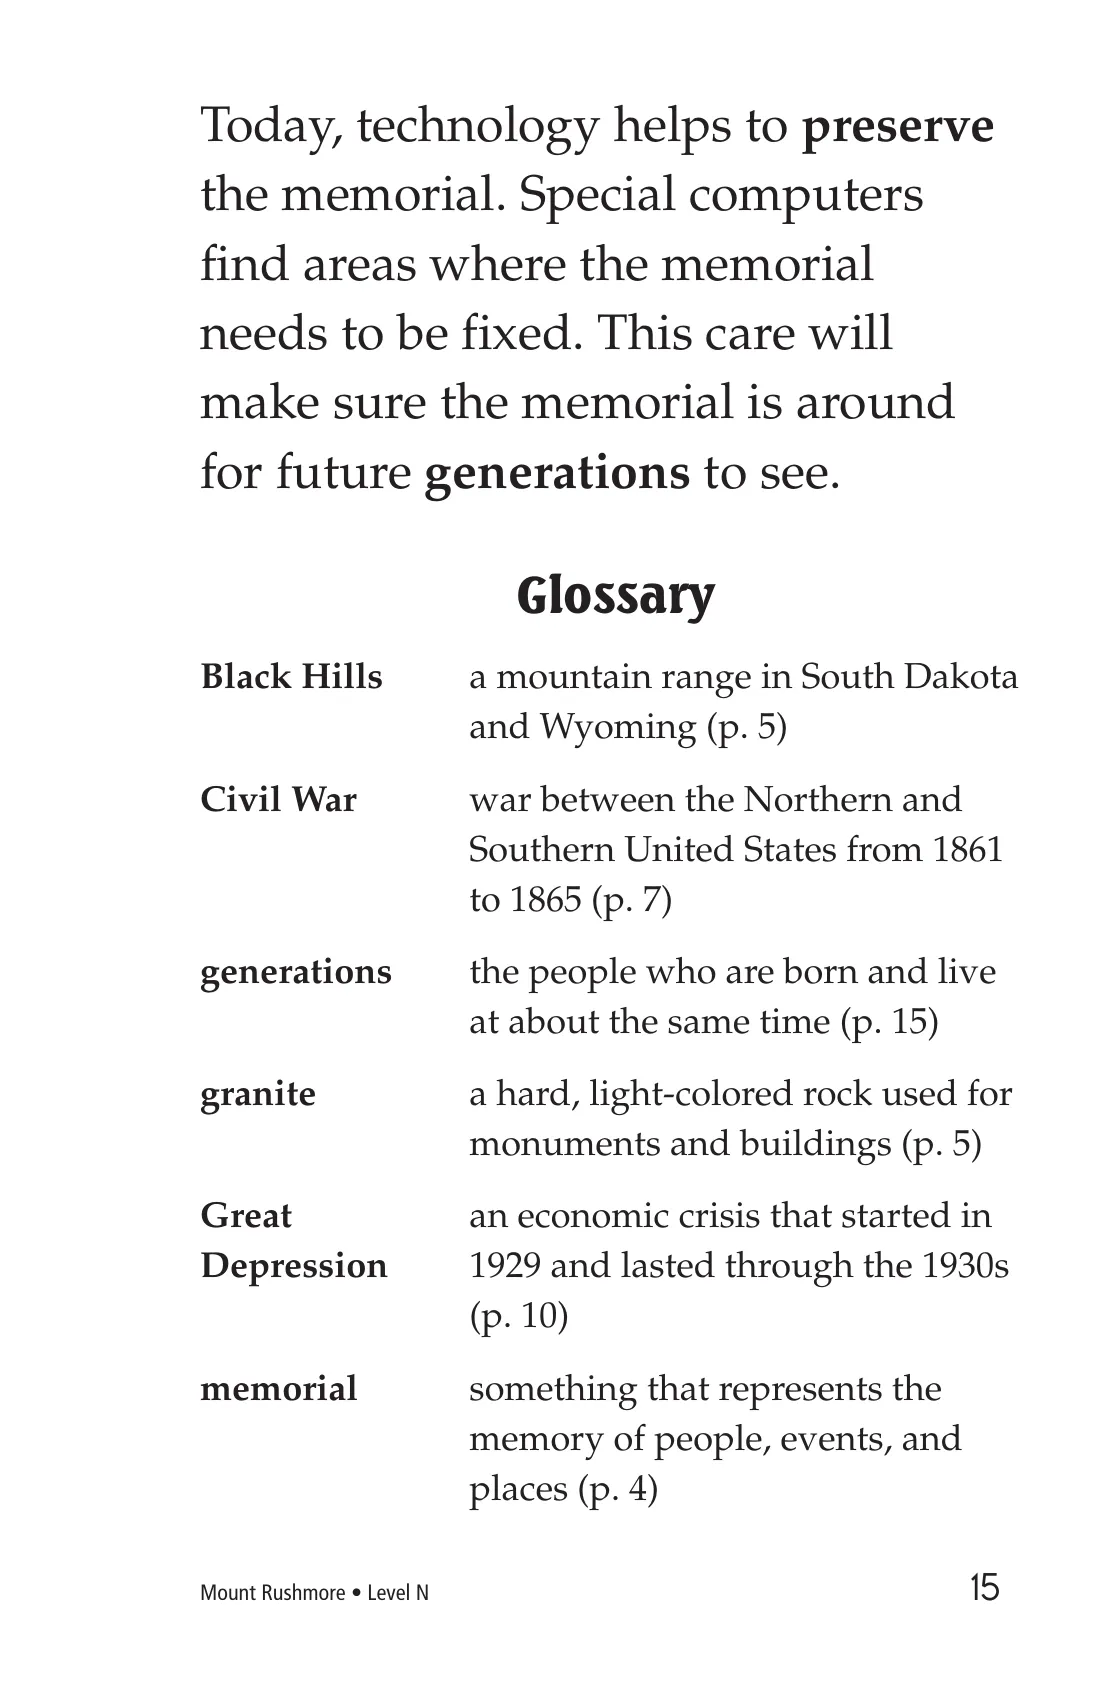 Today, technology helps to preserve
the memorial. Special computers
find areas where the memorial
needs to be fixed. This care will
make sure the memorial is around
for future generations to see.
Glossary
Black Hills a mountain range in South Dakota
and Wyoming (p. 5)
Civil War war between the Northern and
Southern United States from 1861
to 1865 (p. 7)
generations the people who are born and live
at about the same time (p. 15)
granite a hard, light-colored rock used for
monuments and buildings (p. 5)
Great an economic crisis that started in
Depression 1929 and lasted through the 1930s
(p. 10)
memorial something that represents the
memory of people, events, and
places (p. 4)
Mount Rushmore • Level N 15